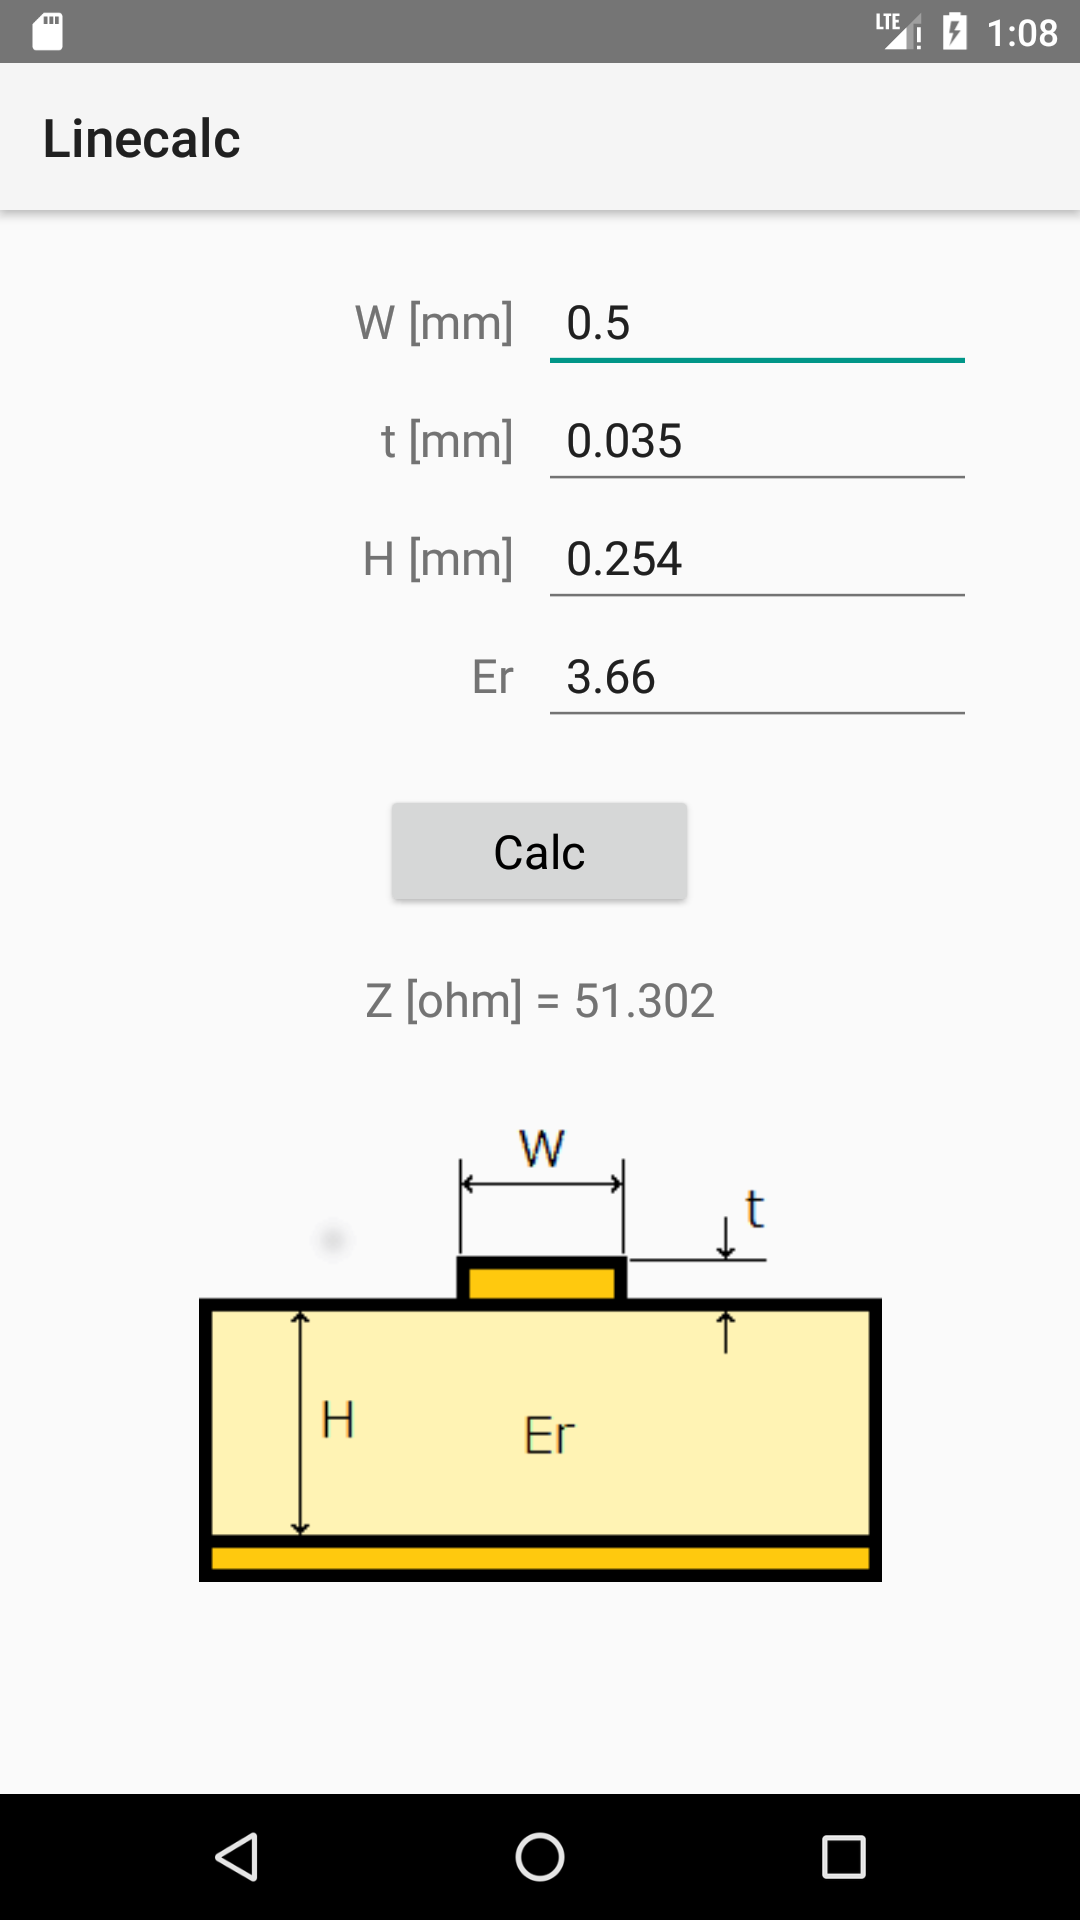 LTE 1:08
Linecalc
W [mm] 0.5
t [mm] 0.035
H [mm] 0.254
Er 3.66
Calc
Z [ohm] = 51.302
W
t
H
Er